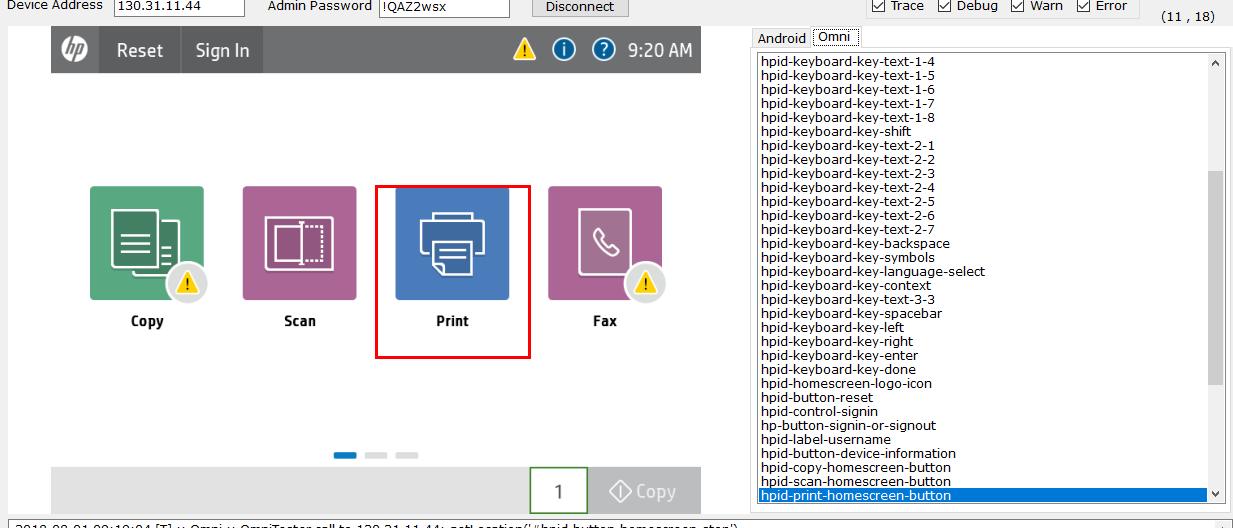 Device Address 130.31.11.44 Admin Password !QAZ2wsx Disconnect Trace Debug Warn Error
(11 , 18)
hp Reset Sign In 9:20 AM
Copy Scan Print Fax
1 Copy
Android Omni
hpid-keyboard-key-text-1-4
hpid-keyboard-key-text-1-5
hpid-keyboard-key-text-1-6
hpid-keyboard-key-text-1-7
hpid-keyboard-key-text-1-8
hpid-keyboard-key-shift
hpid-keyboard-key-text-2-1
hpid-keyboard-key-text-2-2
hpid-keyboard-key-text-2-3
hpid-keyboard-key-text-2-4
hpid-keyboard-key-text-2-5
hpid-keyboard-key-text-2-6
hpid-keyboard-key-text-2-7
hpid-keyboard-key-backspace
hpid-keyboard-key-symbols
hpid-keyboard-key-language-select
hpid-keyboard-key-context
hpid-keyboard-key-text-3-3
hpid-keyboard-key-spacebar
hpid-keyboard-key-left
hpid-keyboard-key-right
hpid-keyboard-key-enter
hpid-keyboard-key-done
hpid-homescreen-logo-icon
hpid-button-reset
hpid-control-signin
hp-button-signin-or-signout
hpid-label-username
hpid-button-device-information
hpid-copy-homescreen-button
hpid-scan-homescreen-button
hpid-print-homescreen-button